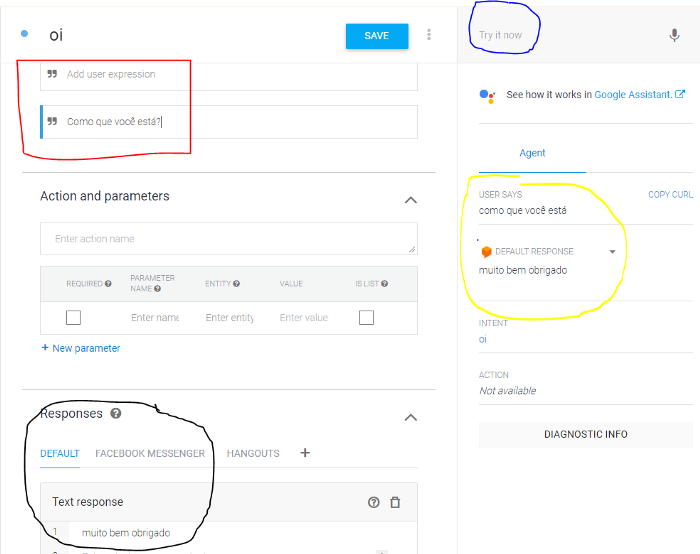 oi
SAVE
Add user expression
Como que você está?
Action and parameters
Enter action name
REQUIRED
PARAMETER NAME
ENTITY
VALUE
IS LIST
Enter name
Enter entity
Enter value
+ New parameter
Responses
DEFAULT
FACEBOOK MESSENGER
HANGOUTS
+
Text response
1 muito bem obrigado
Try it now
See how it works in Google Assistant.
Agent
USER SAYS
COPY CURL
como que você está
DEFAULT RESPONSE
muito bem obrigado
INTENT
oi
ACTION
Not available
DIAGNOSTIC INFO